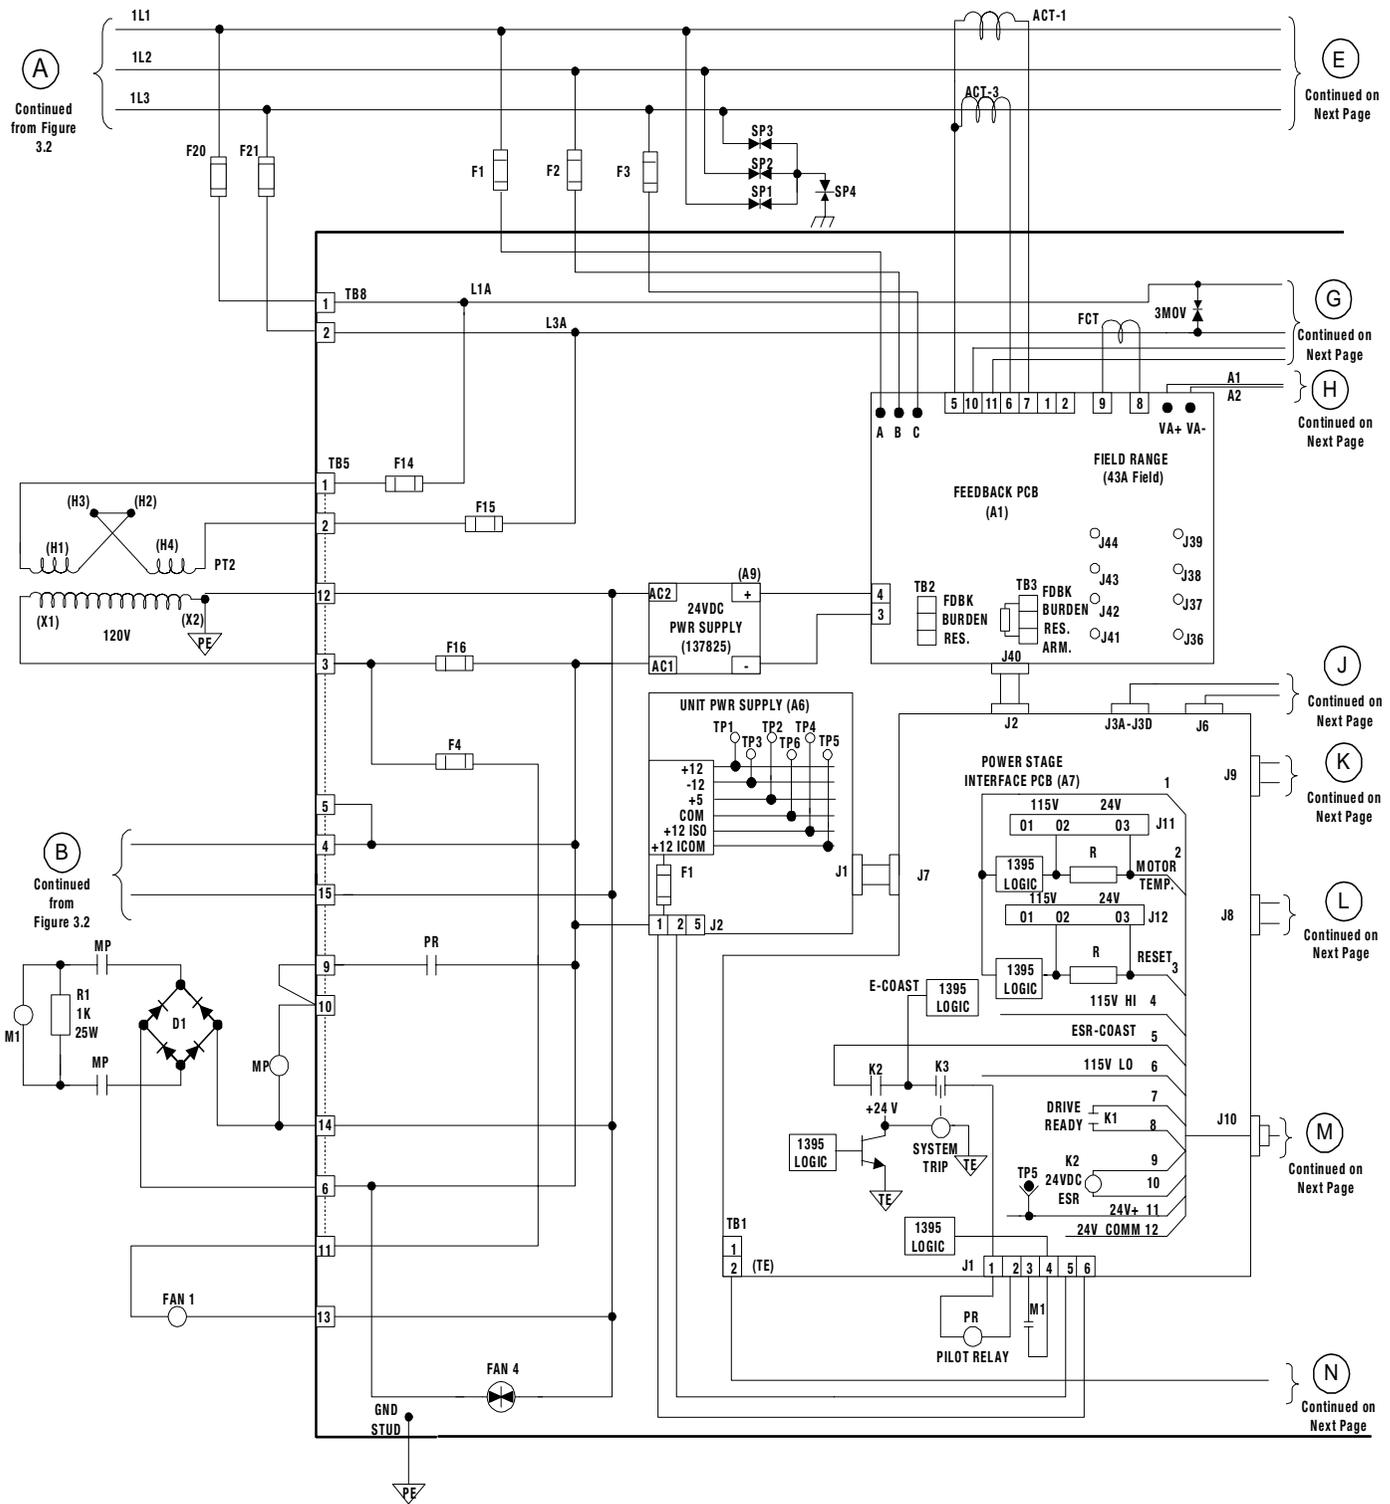 1L1
ACT-1
A
1L2
E
Continued
from Figure
3.2
1L3
ACT-3
Continued on
Next Page
F20
F21
F1
F2
F3
SP3
SP2
SP1
SP4
1
TB8
L1A
G
2
L3A
FCT
3MOV
Continued on
Next Page
A1
A2
H
Continued on
Next Page
5 10 11 6 7 1 2
9
8
A B C
VA+ VA-
FIELD RANGE
(43A Field)
FEEDBACK PCB
(A1)
TB5
1
F14
2
F15
(H3)
(H2)
(H1)
(H4)
PT2
J44
J39
J43
J38
J42
J37
J41
J36
TB2
FDBK
BURDEN
RES.
TB3
FDBK
BURDEN
RES.
ARM.
4
3
J40
12
(X1)
(X2)
120V
PE
(A9)
AC2
+
24VDC
PWR SUPPLY
(137825)
AC1
-
3
F16
F4
J
Continued on
Next Page
J2
J3A-J3D
J6
UNIT PWR SUPPLY (A6)
TP1
TP2
TP4
TP3
TP6
TP5
+12
-12
+5
COM
+12 ISO
+12 ICOM
F1
1 2 5
J2
J1
J7
POWER STAGE
INTERFACE PCB (A7)
J9
K
Continued on
Next Page
1
115V
24V
O1 O2 O3
J11
1395
LOGIC
R
2
MOTOR
TEMP.
115V
24V
O1 O2 O3
J12
1395
LOGIC
R
RESET
3
J8
L
Continued on
Next Page
5
4
15
B
Continued
from
Figure 3.2
9
PR
10
MP
R1
1K
25W
M1
MP
D1
MP
14
6
11
13
FAN 1
FAN 4
GND
STUD
PE
E-COAST
1395
LOGIC
115V HI 4
ESR-COAST
5
115V LO 6
K2
K3
+24 V
1395
LOGIC
SYSTEM
TRIP
TE
TE
7
DRIVE
READY
K1
8
J10
M
Continued on
Next Page
9
K2
24VDC
ESR
10
TP5
24V+ 11
24V COMM 12
1395
LOGIC
TB1
1
2
(TE)
J1
1 2 3 4 5 6
PR
PILOT RELAY
M1
N
Continued on
Next Page